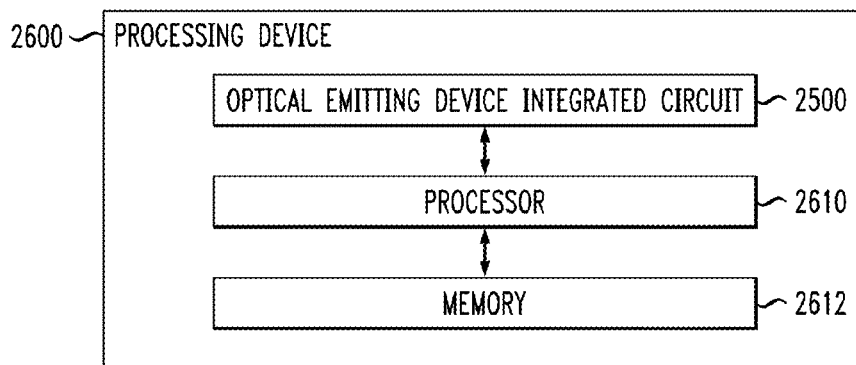 2600 PROCESSING DEVICE
OPTICAL EMITTING DEVICE INTEGRATED CIRCUIT 2500
PROCESSOR 2610
MEMORY 2612